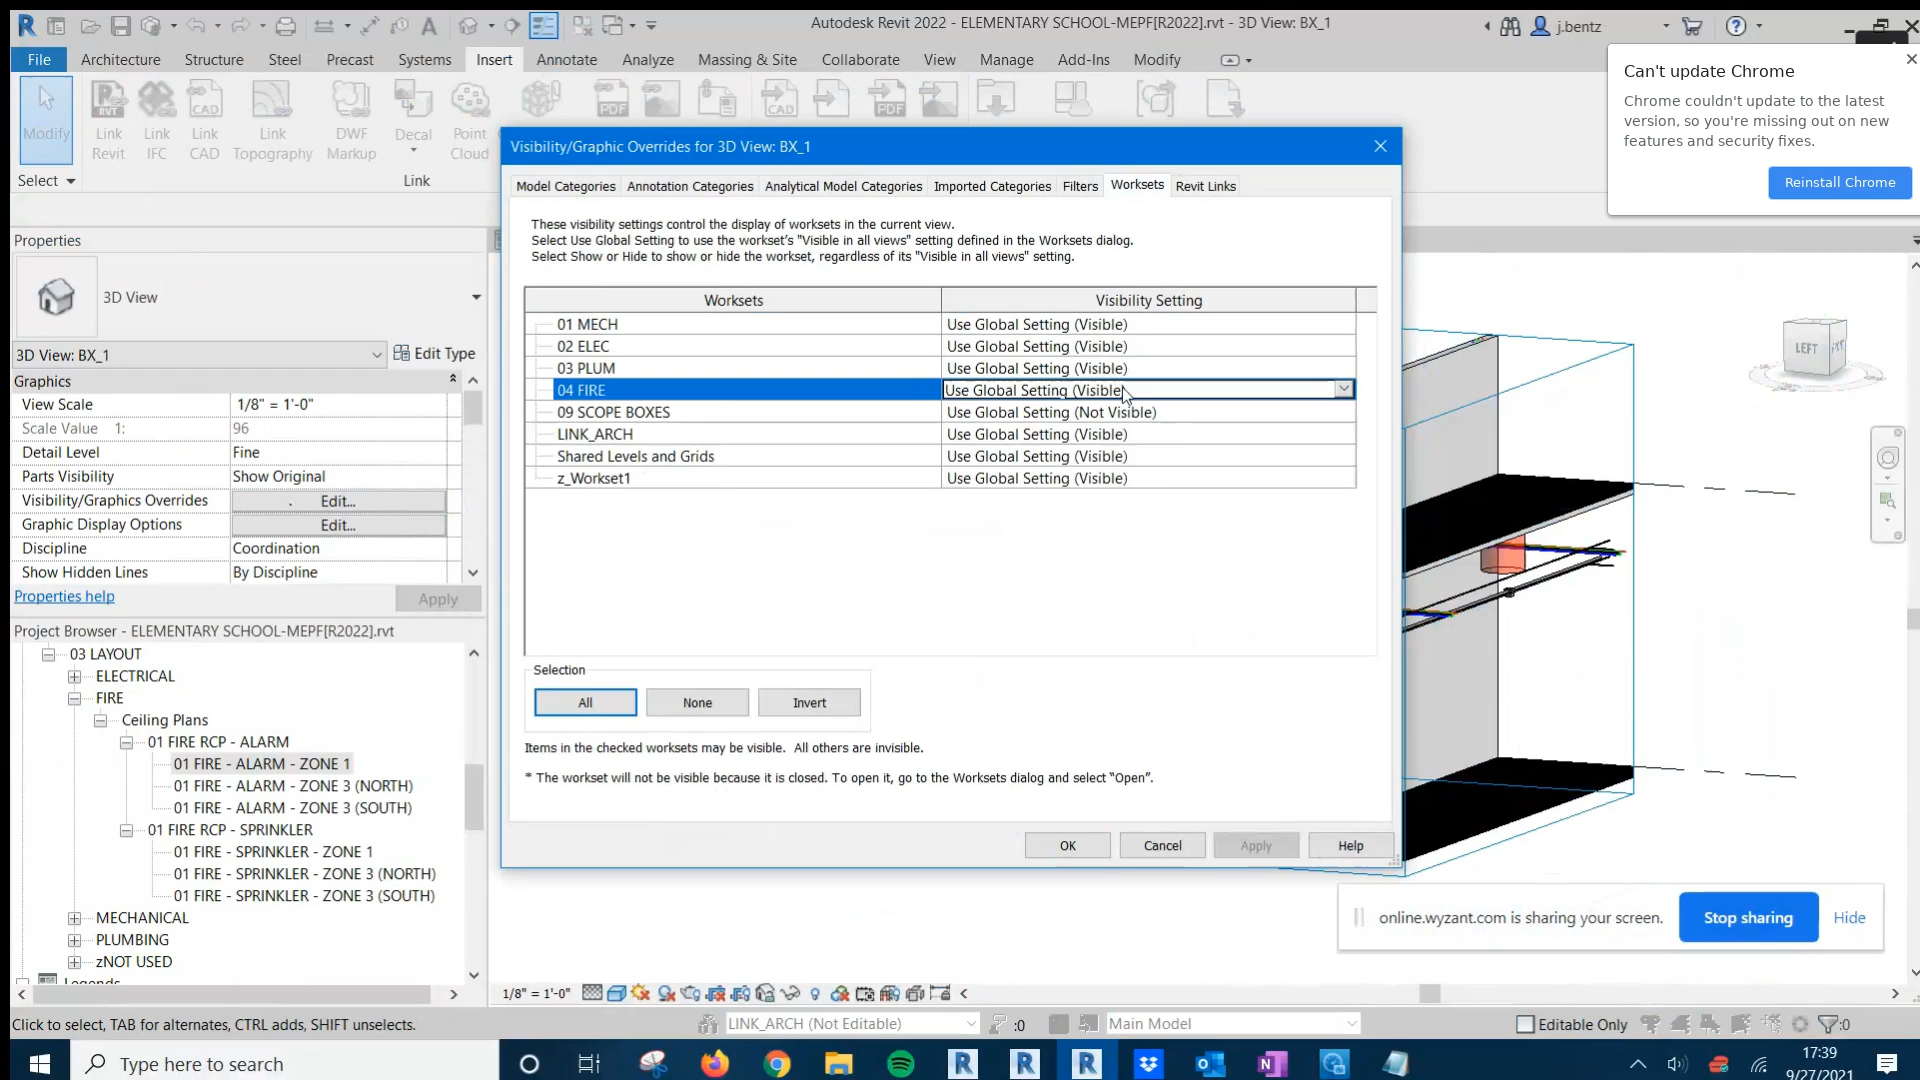 Autodesk Revit 2022 - ELEMENTARY SCHOOL-MEPF[R2022].rvt - 3D View: BX_1
j.bentz
File Architecture Structure Steel Precast Systems Insert Annotate Analyze Massing & Site Collaborate View Manage Add-Ins Modify
Modify
Link Revit
Link IFC
Link CAD
Link Topography
DWF Markup
Decal
Point Cloud
Select
Link
Can't update Chrome
Chrome couldn't update to the latest
version, so you're missing out on new
features and security fixes.
Reinstall Chrome
Properties
3D View
3D View: BX_1
Edit Type
Graphics
View Scale 1/8" = 1'-0"
Scale Value 1: 96
Detail Level Fine
Parts Visibility Show Original
Visibility/Graphics Overrides Edit...
Graphic Display Options Edit...
Discipline Coordination
Show Hidden Lines By Discipline
Properties help
Apply
Project Browser - ELEMENTARY SCHOOL-MEPF[R2022].rvt
03 LAYOUT
ELECTRICAL
FIRE
Ceiling Plans
01 FIRE RCP - ALARM
01 FIRE - ALARM - ZONE 1
01 FIRE - ALARM - ZONE 3 (NORTH)
01 FIRE - ALARM - ZONE 3 (SOUTH)
01 FIRE RCP - SPRINKLER
01 FIRE - SPRINKLER - ZONE 1
01 FIRE - SPRINKLER - ZONE 3 (NORTH)
01 FIRE - SPRINKLER - ZONE 3 (SOUTH)
MECHANICAL
PLUMBING
zNOT USED
Legends
Visibility/Graphic Overrides for 3D View: BX_1
Model Categories Annotation Categories Analytical Model Categories Imported Categories Filters Worksets Revit Links
These visibility settings control the display of worksets in the current view.
Select Use Global Setting to use the workset's "Visible in all views" setting defined in the Worksets dialog.
Select Show or Hide to show or hide the workset, regardless of its "Visible in all views" setting.
Worksets Visibility Setting
01 MECH Use Global Setting (Visible)
02 ELEC Use Global Setting (Visible)
03 PLUM Use Global Setting (Visible)
04 FIRE Use Global Setting (Visible)
09 SCOPE BOXES Use Global Setting (Not Visible)
LINK_ARCH Use Global Setting (Visible)
Shared Levels and Grids Use Global Setting (Visible)
z_Workset1 Use Global Setting (Visible)
Selection
All None Invert
Items in the checked worksets may be visible. All others are invisible.
* The workset will not be visible because it is closed. To open it, go to the Worksets dialog and select "Open".
OK Cancel Apply Help
LEFT
online.wyzant.com is sharing your screen. Stop sharing Hide
1/8" = 1'-0"
Click to select, TAB for alternates, CTRL adds, SHIFT unselects.
LINK_ARCH (Not Editable) :0 Main Model Editable Only :0
Type here to search
17:39
9/27/2021